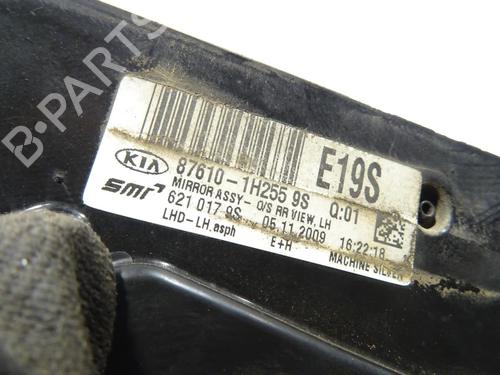 B-PARTS
E19S
KIA
87610-1H255 9S
Q:01
smr
MIRROR ASSY- O/S RR VIEW, LH
621 017 9S
05.11.2009
16:22:18
LHD-LH.asph
E+H
MACHINE SILVER